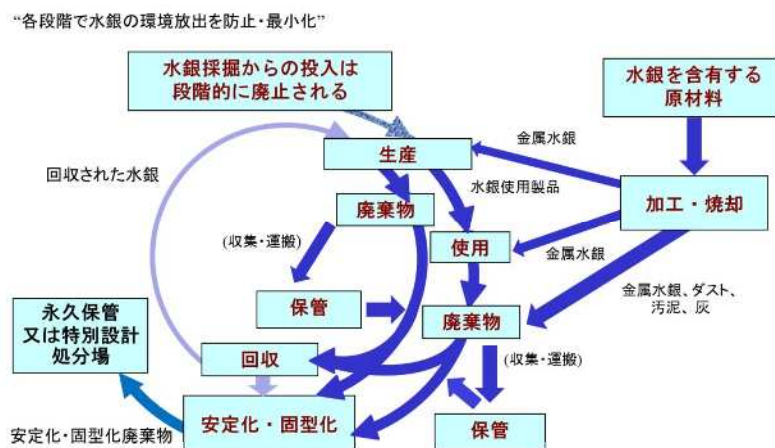 “各段階で水銀の環境放出を防止・最小化”
水銀採掘からの投入は
段階的に廃止される
水銀を含有する
原材料
金属水銀
生産
回収された水銀
水銀使用製品
加工・焼却
廃棄物
(収集・運搬)
使用
金属水銀
金属水銀、ダスト、
汚泥、灰
永久保管
又は特別設計
処分場
保管
廃棄物
回収
(収集・運搬)
安定化・固型化
保管
安定化・固型化廃棄物